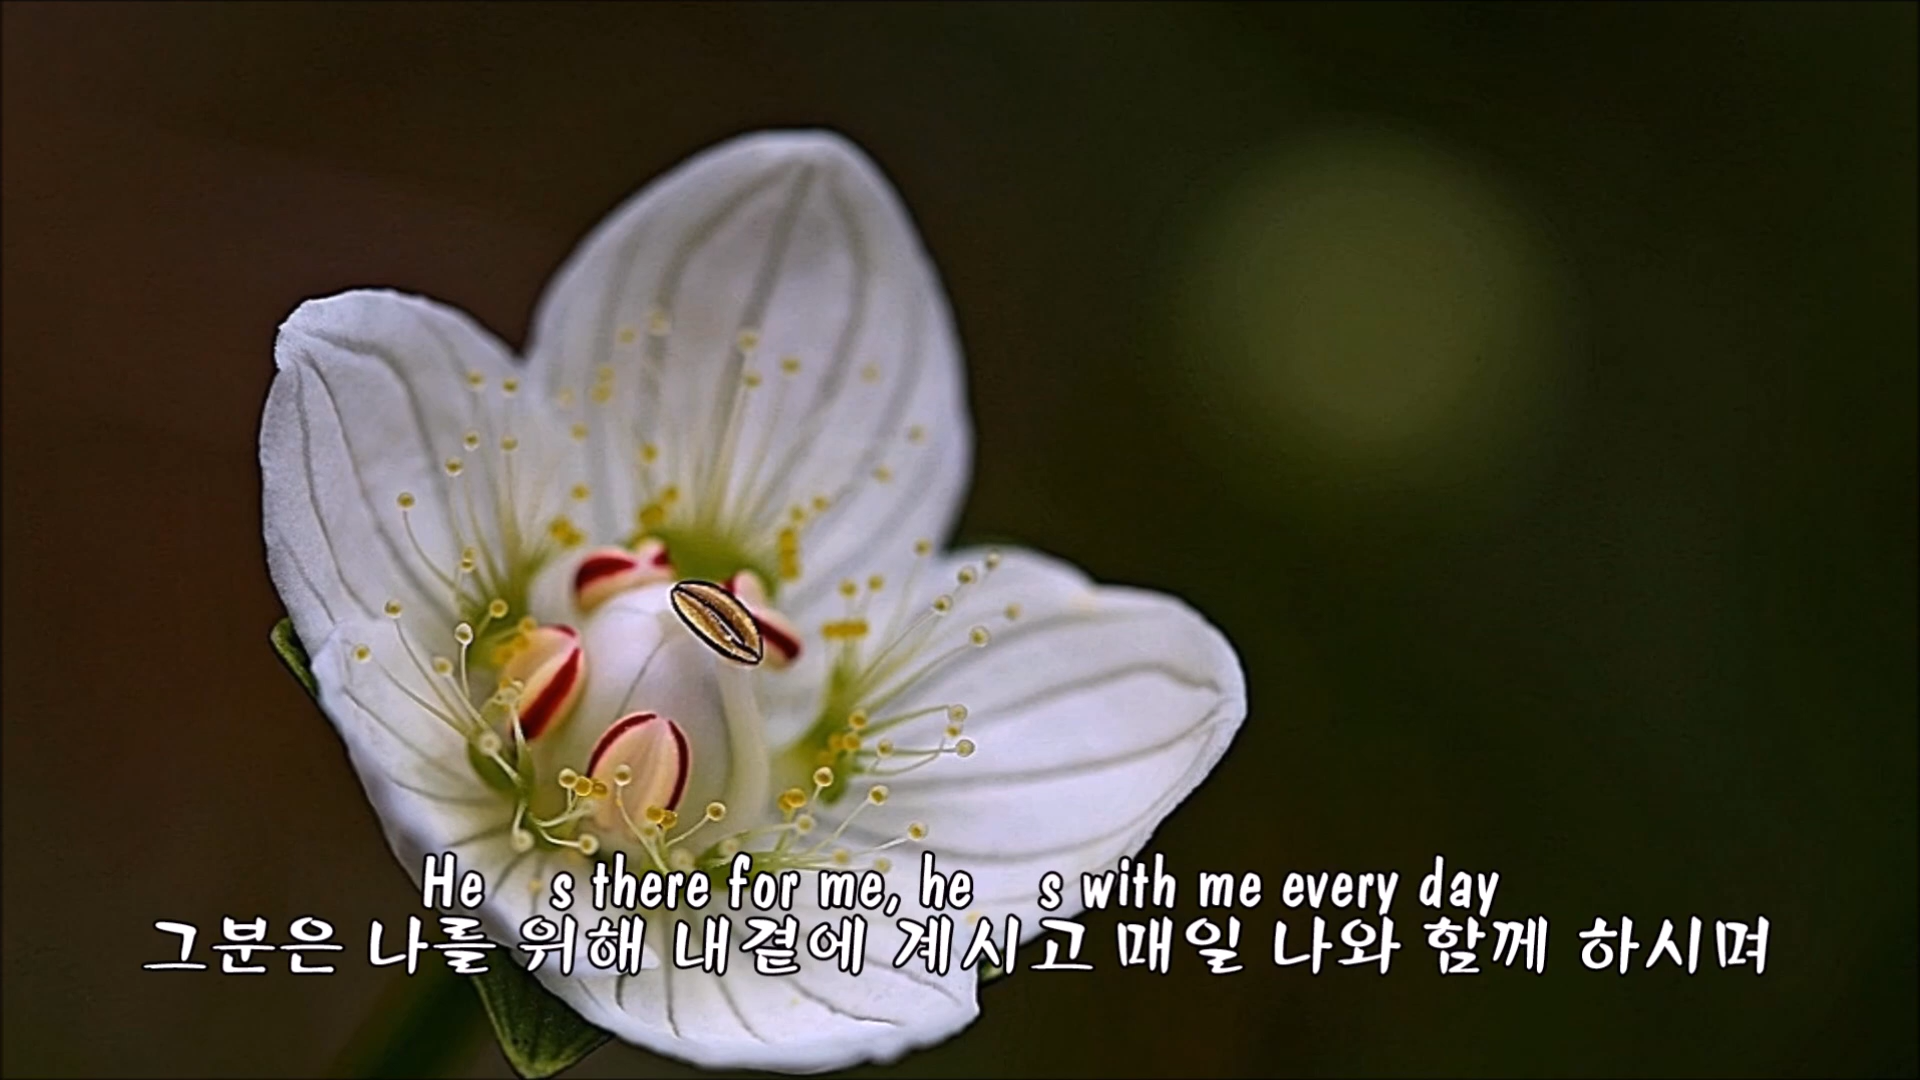 He s there for me, he s with me every day
그분은 나를 위해 내곁에 계시고 매일 나와 함께 하시며